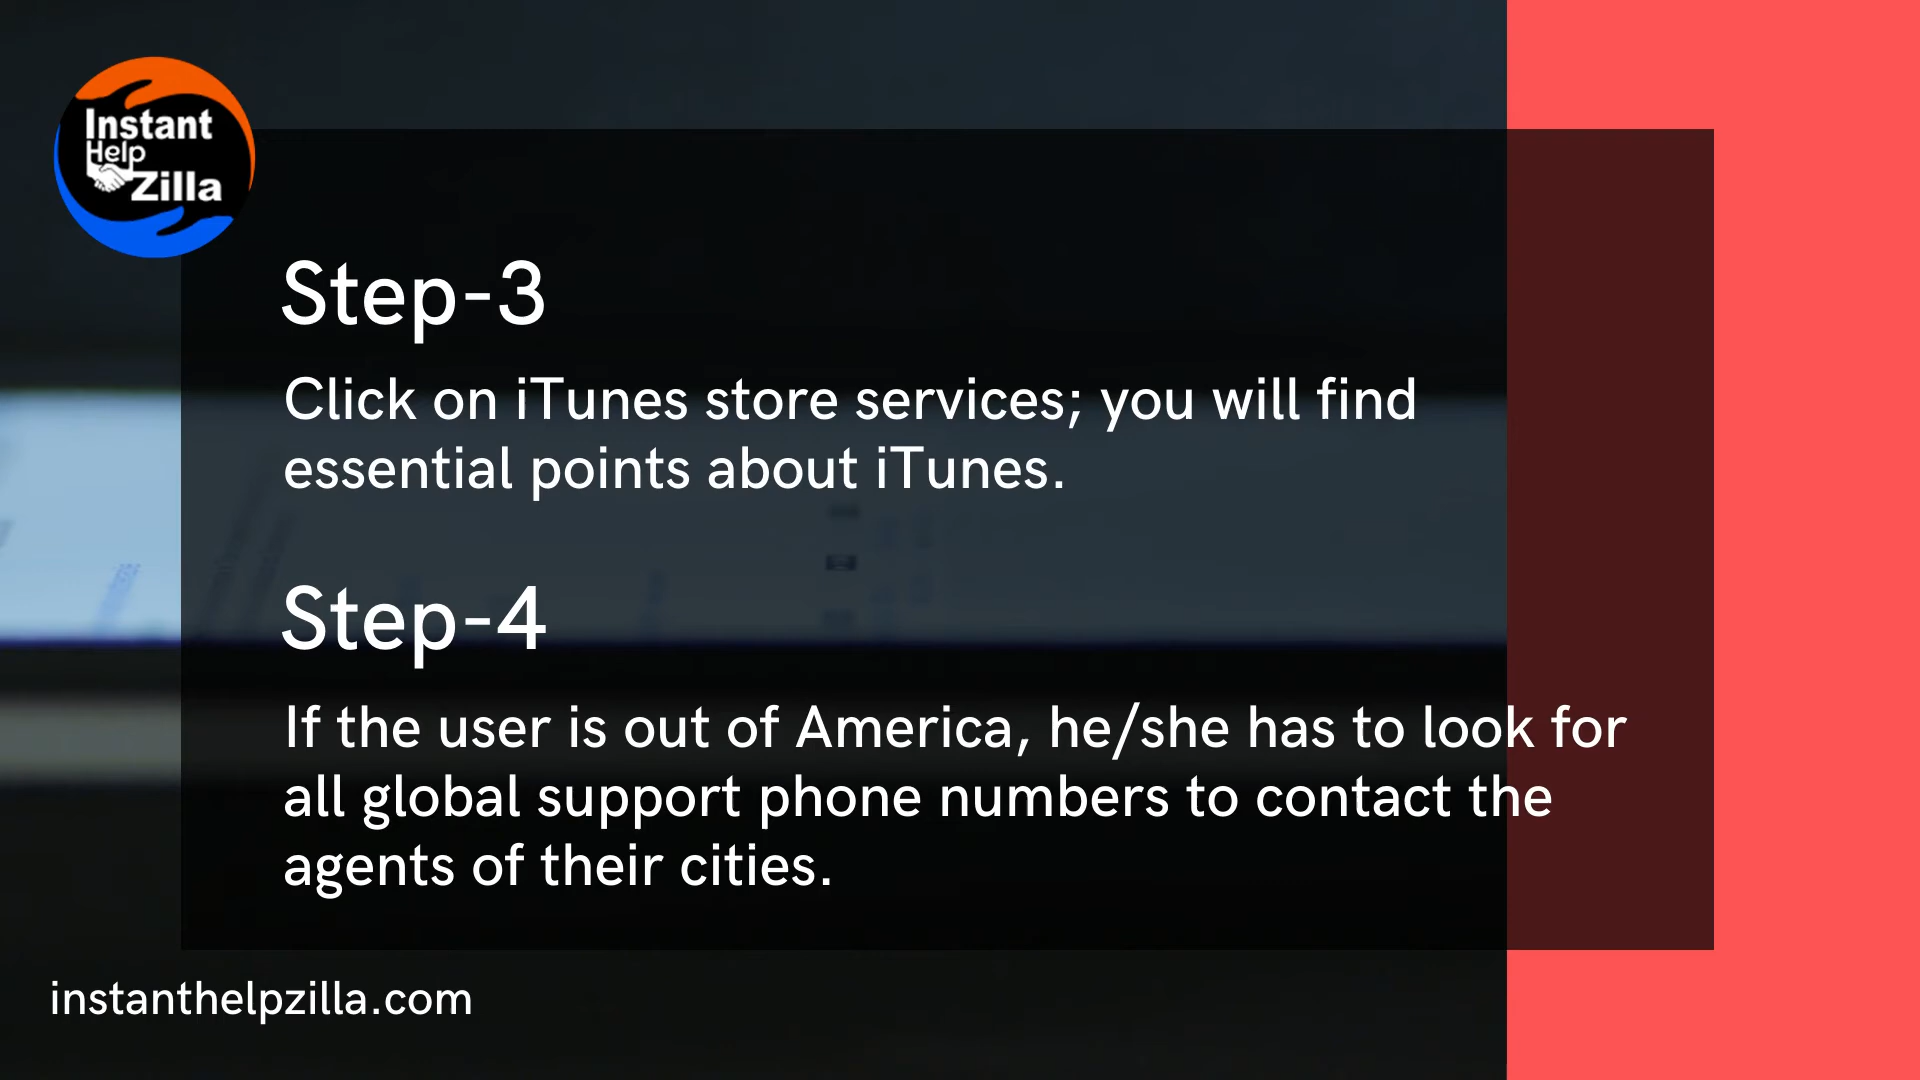 Instant
Help
Zilla
Step-3
Click on iTunes store services; you will find
essential points about iTunes.
Step-4
If the user is out of America, he/she has to look for
all global support phone numbers to contact the
agents of their cities.
instanthelpzilla.com